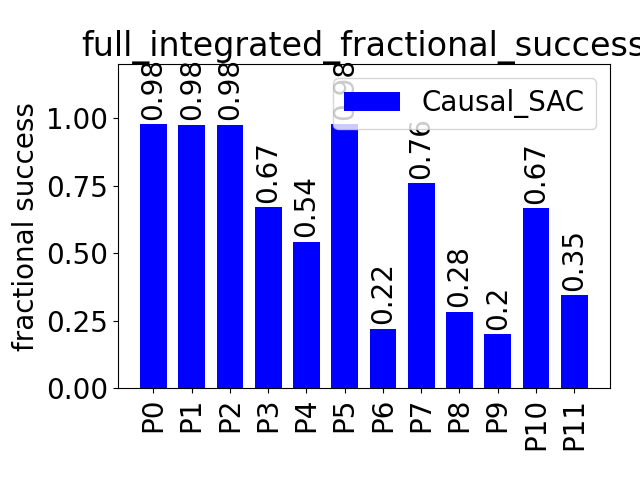 full_integrated_fractional_success
Causal_SAC
fractional success
1.00
0.75
0.50
0.25
0.00
0.98
0.98
0.98
0.67
0.54
0.98
0.22
0.76
0.28
0.2
0.67
0.35
P0
P1
P2
P3
P4
P5
P6
P7
P8
P9
P10
P11